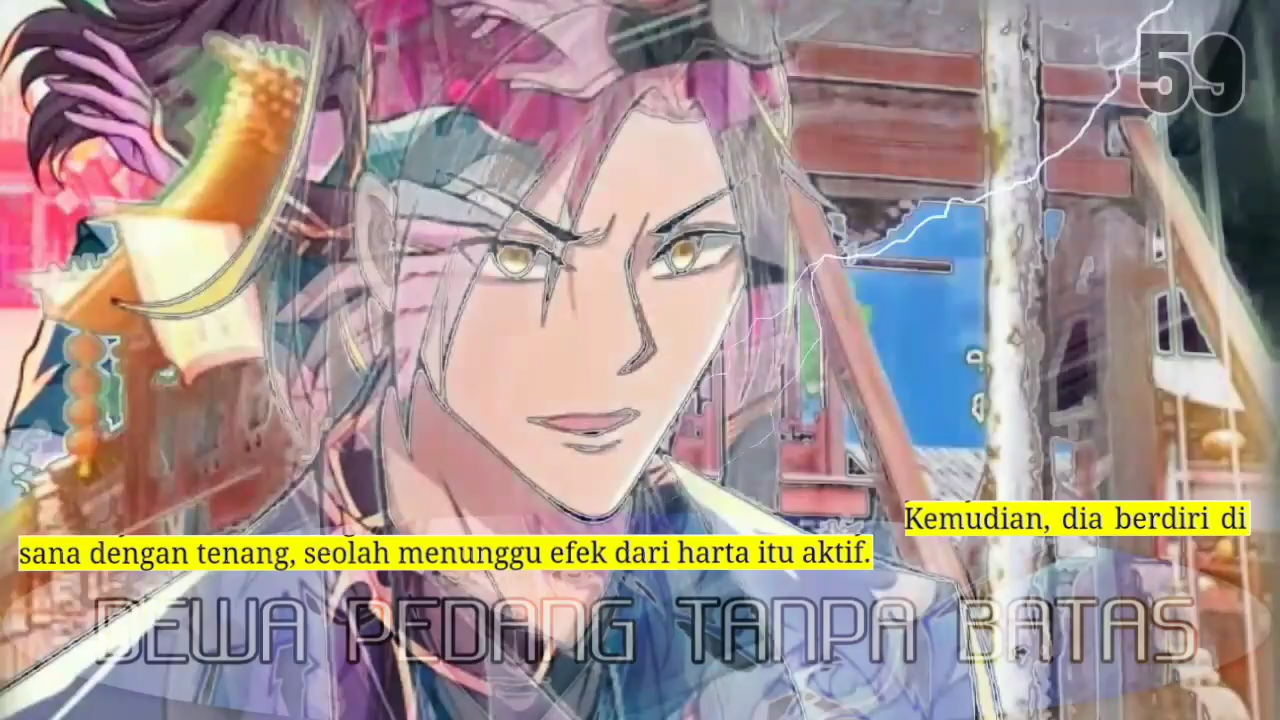 59
Kemudian, dia berdiri di
sana dengan tenang, seolah menunggu efek dari harta itu aktif.
DEWA PEDANG TANPA BATAS